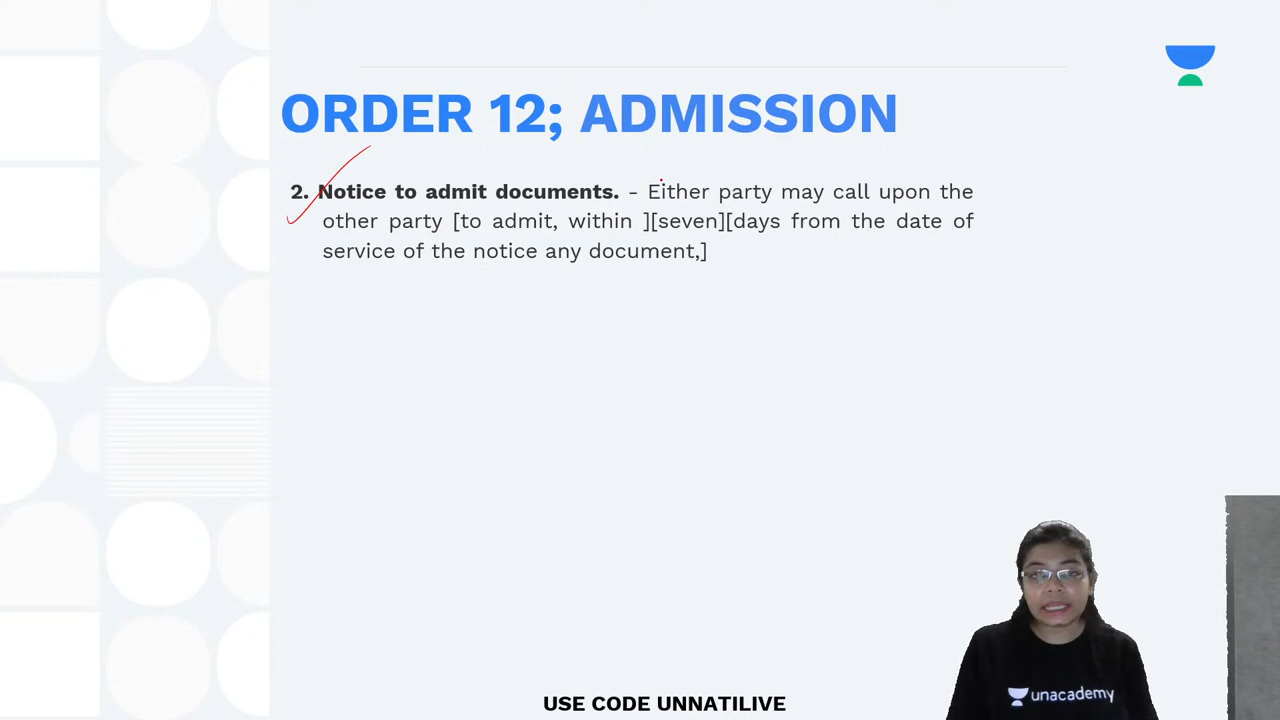 ORDER 12; ADMISSION
2. Notice to admit documents. - Either party may call upon the
other party [to admit, within ][seven][days from the date of
service of the notice any document,]
unacademy
USE CODE UNNATILIVE